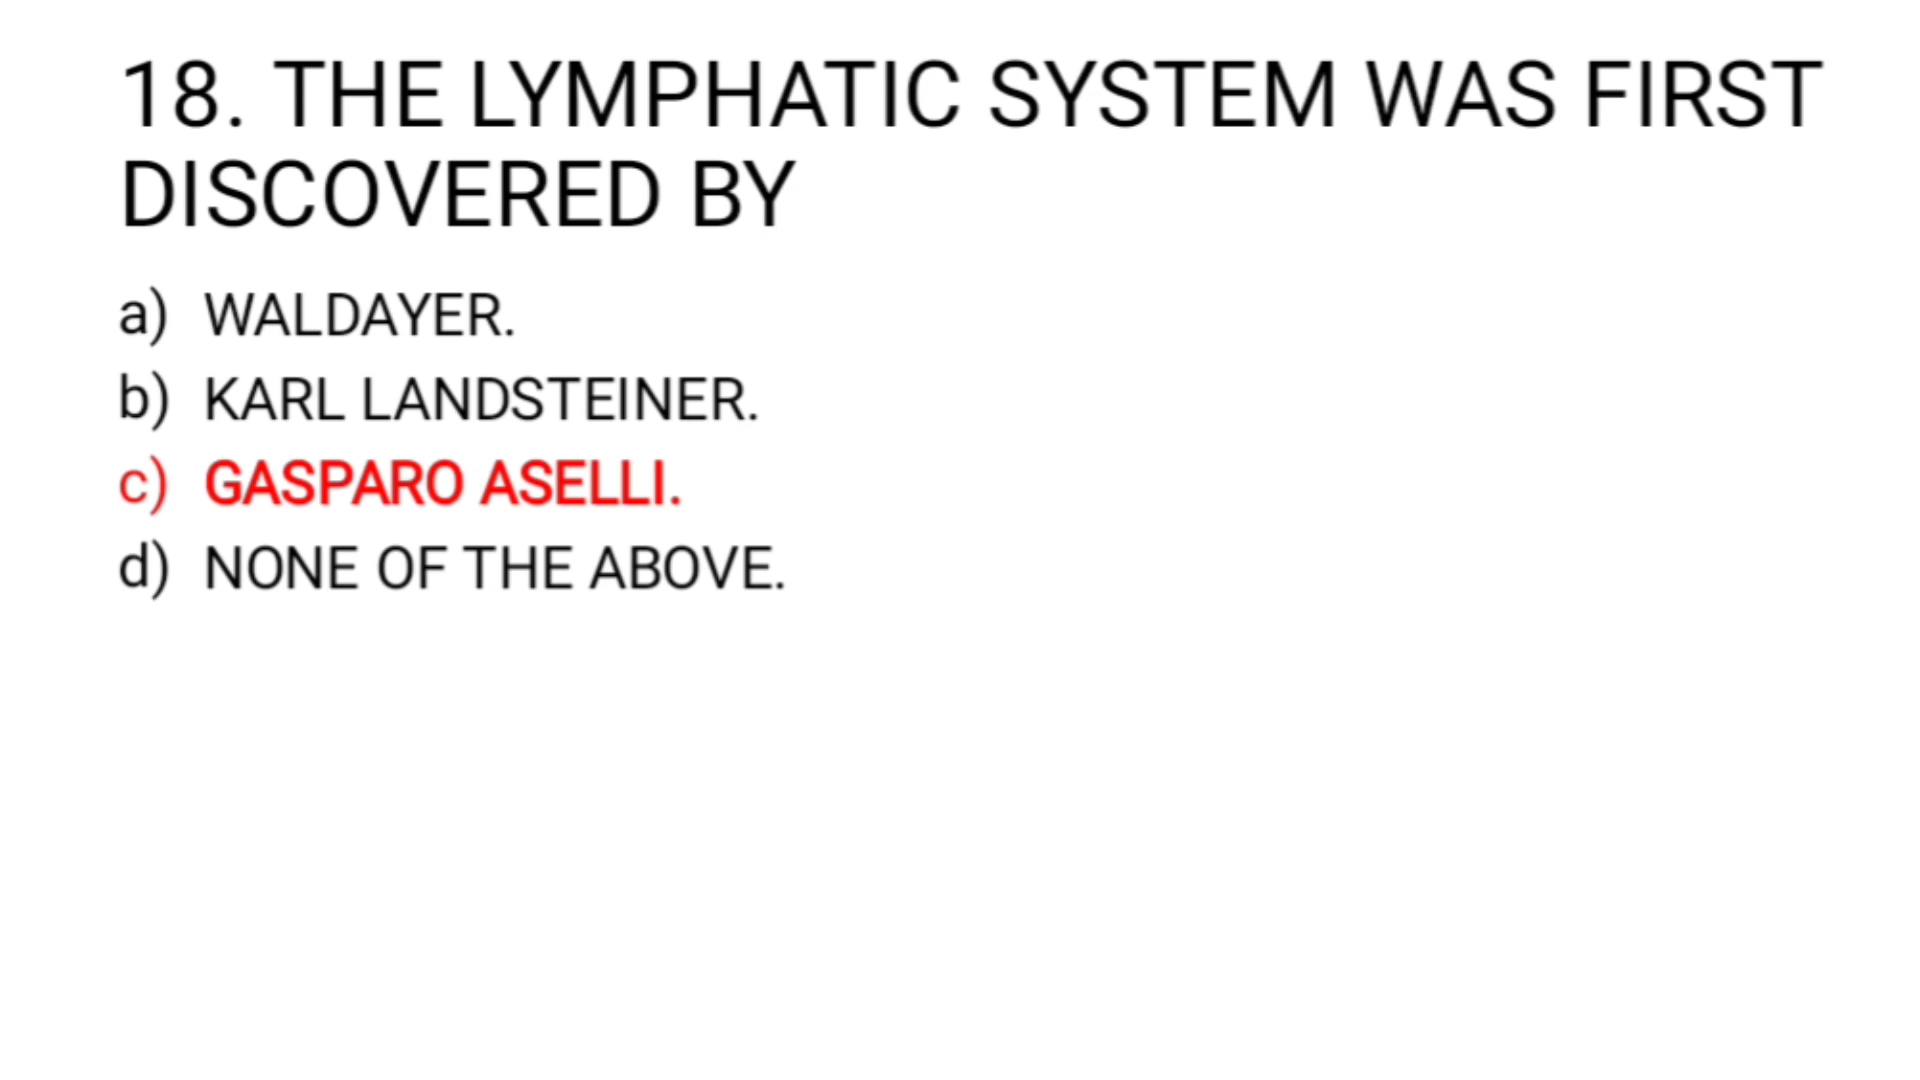 18. THE LYMPHATIC SYSTEM WAS FIRST
DISCOVERED BY
a) WALDAYER.
b) KARL LANDSTEINER.
c) GASPARO ASELLI.
d) NONE OF THE ABOVE.